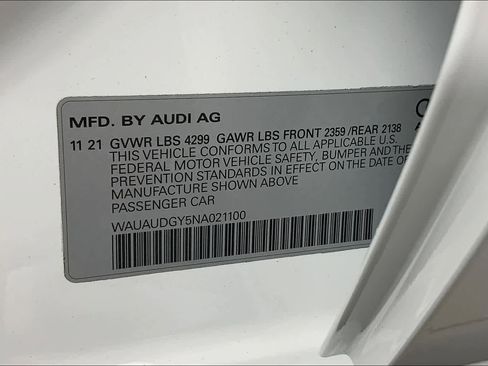 MFD. BY AUDI AG
11 21 GVWR LBS 4299 GAWR LBS FRONT 2359 /REAR 2138
THIS VEHICLE CONFORMS TO ALL APPLICABLE U.S.
FEDERAL MOTOR VEHICLE SAFETY, BUMPER AND
PREVENTION STANDARDS IN EFFECT ON THE DATE OF
MANUFACTURE SHOWN ABOVE
PASSENGER CAR
WAUAUDGY5NA021100